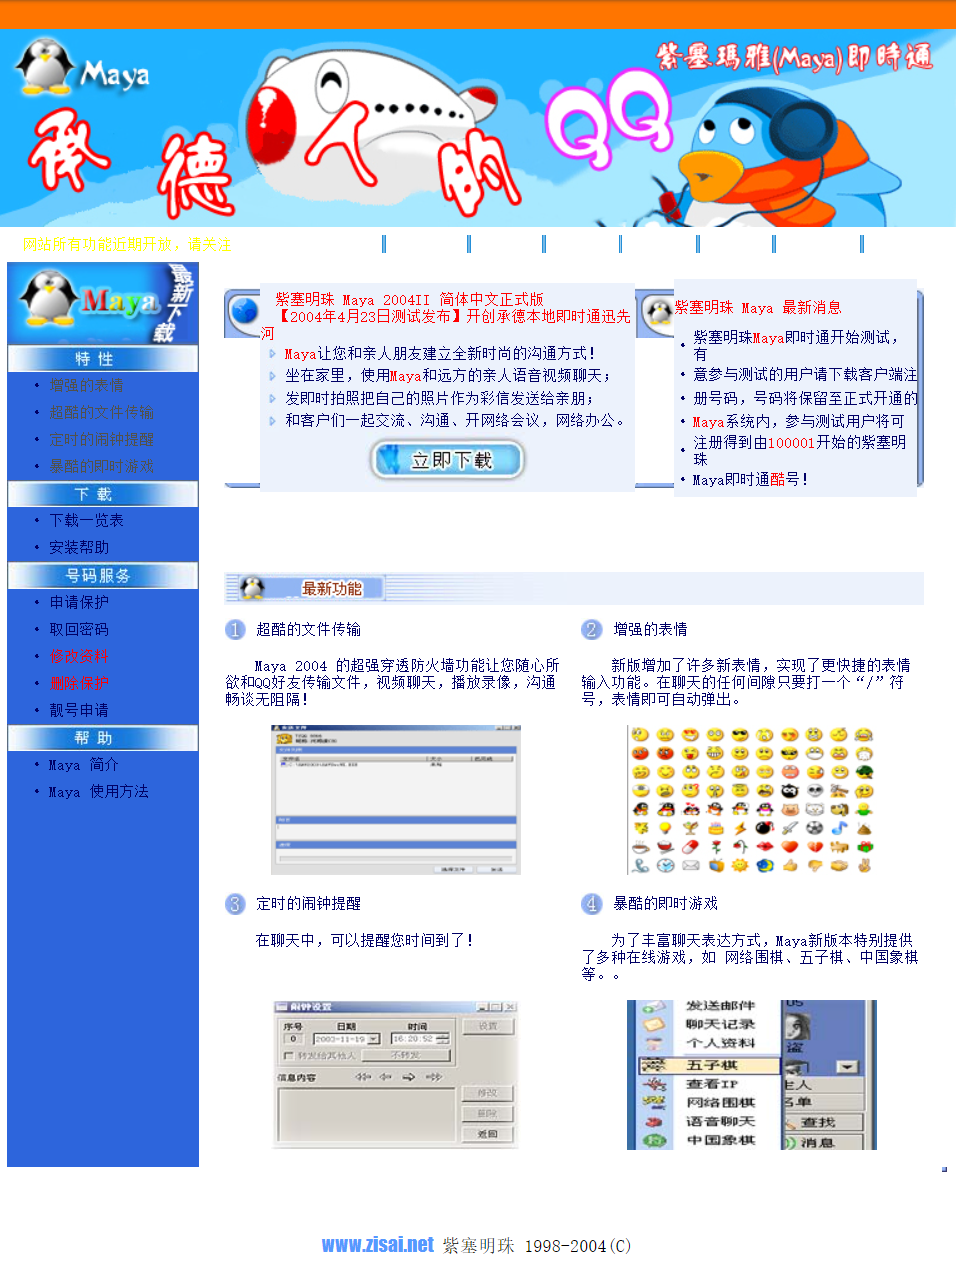 Maya
紫塞瑪雅(Maya)即時通
承德人的QQ
网站所有功能近期开放，请关注
Maya
最新下载
特 性
• 增强的表情
• 超酷的文件传输
• 定时的闹钟提醒
• 暴酷的即时游戏
下 载
• 下载一览表
• 安装帮助
号码服务
• 申请保护
• 取回密码
• 修改资料
• 删除保护
• 靓号申请
帮 助
• Maya 简介
• Maya 使用方法
紫塞明珠 Maya 2004II 简体中文正式版
【2004年4月23日测试发布】开创承德本地即时通迅先
河
Maya让您和亲人朋友建立全新时尚的沟通方式！
坐在家里，使用Maya和远方的亲人语音视频聊天；
发即时拍照把自己的照片作为彩信发送给亲朋；
和客户们一起交流、沟通、开网络会议，网络办公。
立即下载
紫塞明珠 Maya 最新消息
• 紫塞明珠Maya即时通开始测试，
有
• 意参与测试的用户请下载客户端注
• 册号码，号码将保留至正式开通的
• Maya系统内，参与测试用户将可
• 注册得到由100001开始的紫塞明
珠
• Maya即时通酷号！
最新功能
1 超酷的文件传输
Maya 2004 的超强穿透防火墙功能让您随心所
欲和QQ好友传输文件，视频聊天，播放录像，沟通
畅谈无阻隔！
2 增强的表情
新版增加了许多新表情，实现了更快捷的表情
输入功能。在聊天的任何间隙只要打一个“/”符
号，表情即可自动弹出。
3 定时的闹钟提醒
在聊天中，可以提醒您时间到了！
闹钟设置
序号 日期 时间 设置
0 2003-11-19 16:20:52
转发给其他人 不转发
信息内容
修改
删除
返回
4 暴酷的即时游戏
为了丰富聊天表达方式，Maya新版本特别提供
了多种在线游戏，如 网络围棋、五子棋、中国象棋
等。。
发送邮件
聊天记录
个人资料
五子棋
查看IP
网络围棋
语音聊天
中国象棋
盗
主人
名单
查找
消息
www.zisai.net 紫塞明珠 1998-2004(C)